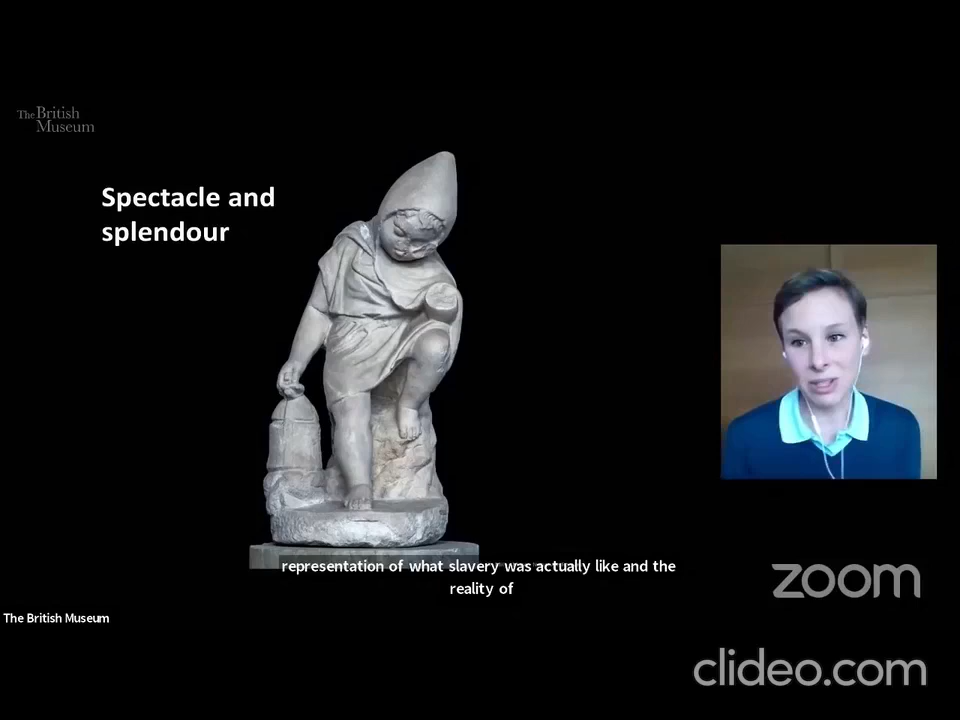 The British
Museum
Spectacle and
splendour
representation of what slavery was actually like and the
reality of
zoom
The British Museum
clideo.com